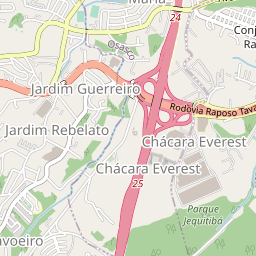 Maria
24
Conj
Ra
Osasco
Jardim Guerreiro
Rodovia Raposo Tava
Jardim Rebelato
Chácara Everest
Chácara Everest
25
Parque
Jequitibá
avoeiro